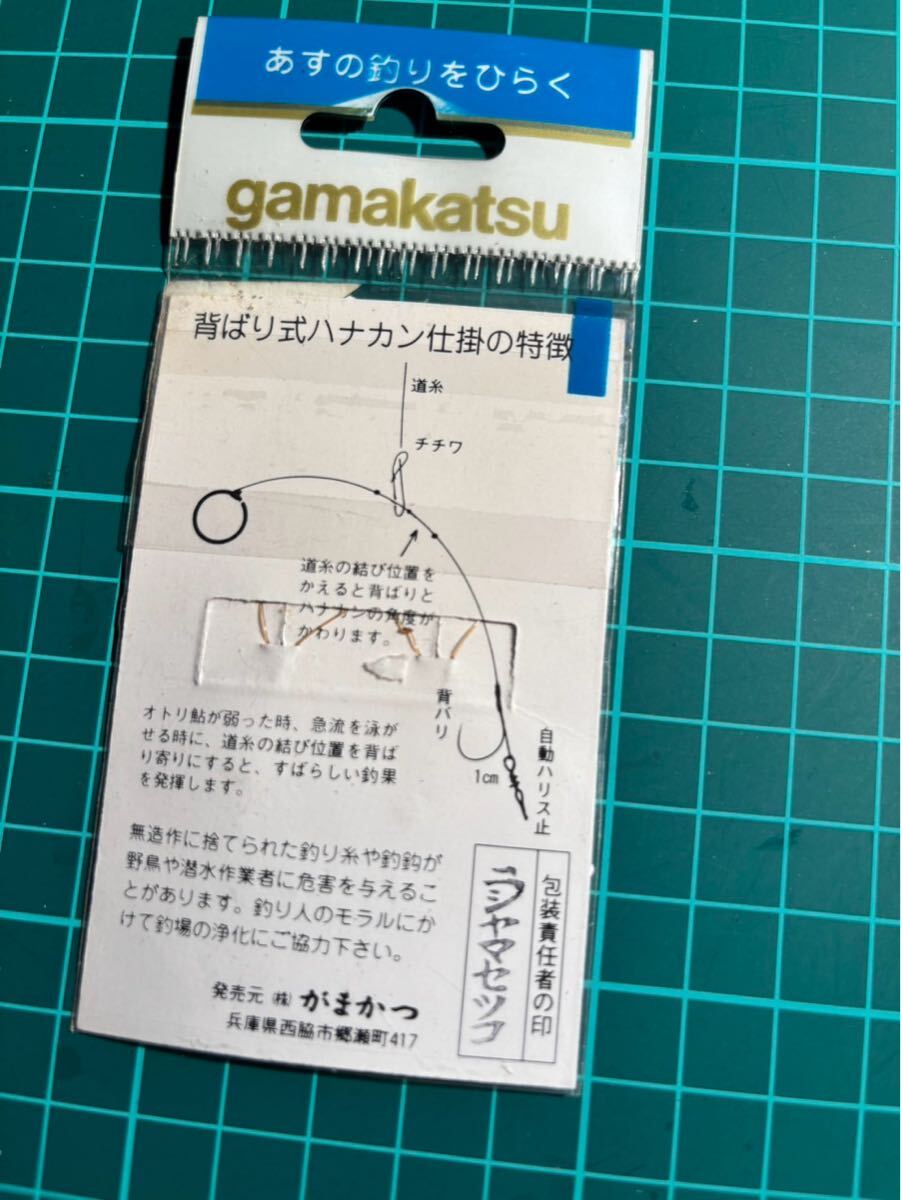 あすの釣りをひらく
gamakatsu
背ばり式ハナカン仕掛の特徴
道糸
チチワ
道糸の結び位置を
かえると背ばりと
ハナカンの角度が
かわります。
背バリ
1cm
自動ハリス止
オトリ鮎が弱った時、急流を泳が
せる時に、道糸の結び位置を背ば
り寄りにすると、すばらしい釣果
を発揮します。
無造作に捨てられた釣り糸や釣鈎が
野鳥や潜水作業者に危害を与えるこ
とがあります。釣り人のモラルにか
けて釣場の浄化にご協力下さい。
包装責任者の印
ニシヤマセツコ
発売元 ㈱ がまかつ
兵庫県西脇市郷瀬町417